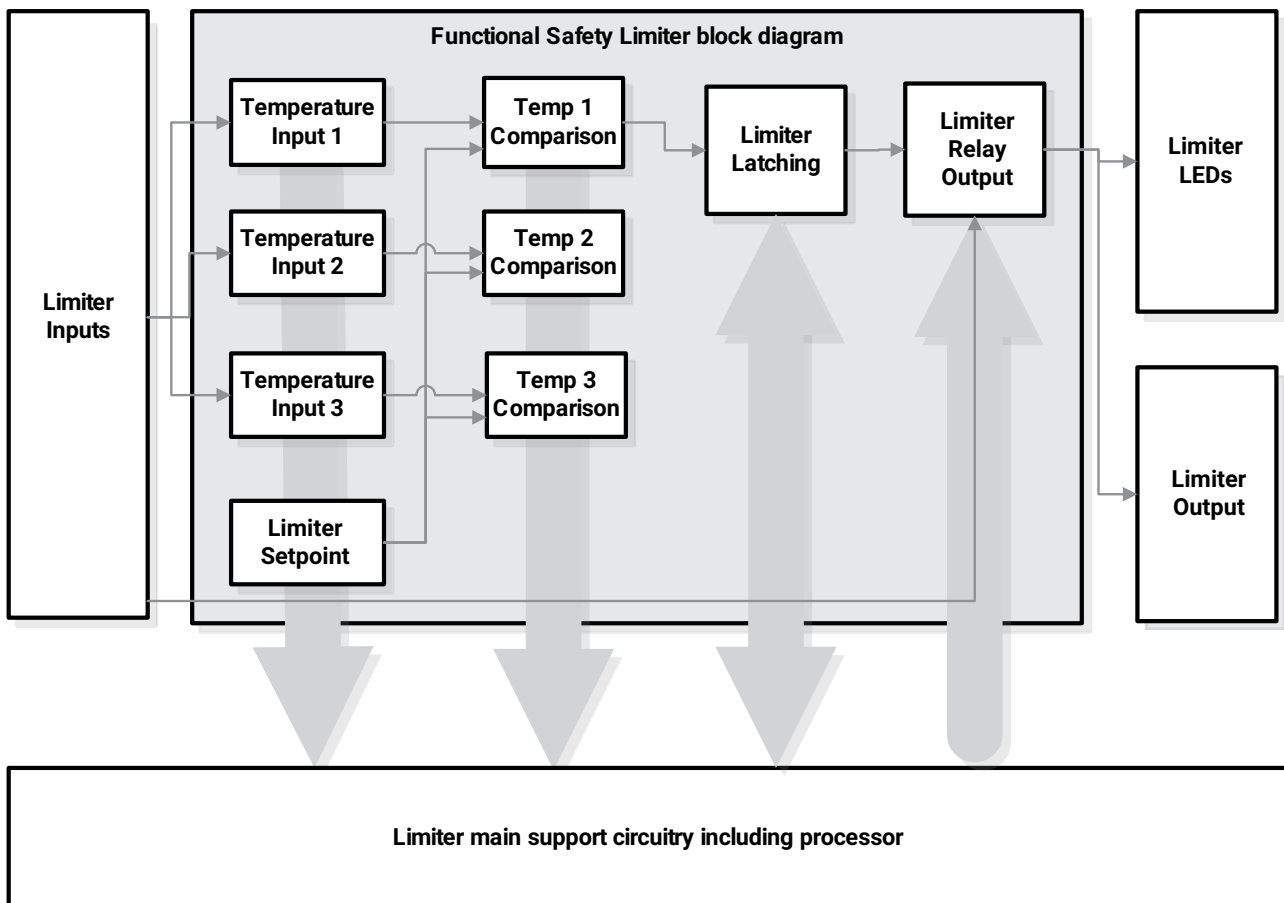 Functional Safety Limiter block diagram
Limiter
Inputs
Temperature
Input 1
Temperature
Input 2
Temperature
Input 3
Limiter
Setpoint
Temp 1
Comparison
Temp 2
Comparison
Temp 3
Comparison
Limiter
Latching
Limiter
Relay
Output
Limiter
LEDs
Limiter
Output
Limiter main support circuitry including processor